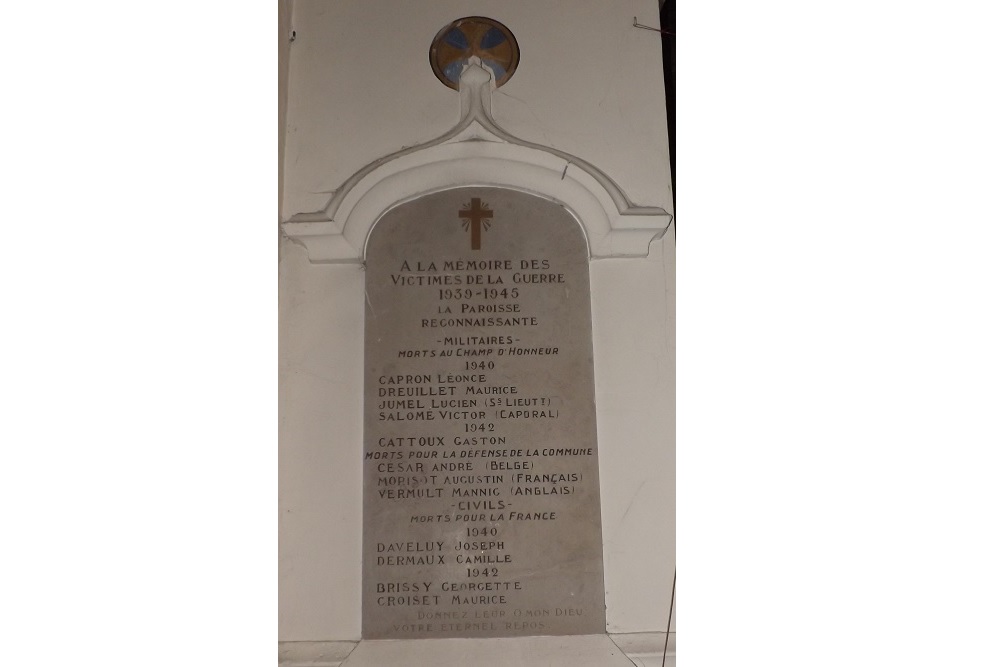 A LA MÉMOIRE DES
VICTIMES DE LA GUERRE
1939-1945
LA PAROISSE
RECONNAISSANTE
-MILITAIRES-
MORTS AU CHAMP D'HONNEUR
1940
CAPRON LÉONCE
DREUILLET MAURICE
JUMEL LUCIEN (Ss LIEUTt)
SALOME VICTOR (CAPORAL)
1942
CATTOUX GASTON
MORTS POUR LA DÉFENSE DE LA COMMUNE
CÉSAR ANDRÉ (BELGE)
MORISOT AUGUSTIN (FRANÇAIS)
VERMULT MANNIG (ANGLAIS)
-CIVILS-
MORTS POUR LA FRANCE
1940
DAVELUY JOSEPH
DERMAUX CAMILLE
1942
BRISSY GEORGETTE
CROISET MAURICE
DONNEZ LEUR O MON DIEU
VOTRE ÉTERNEL REPOS